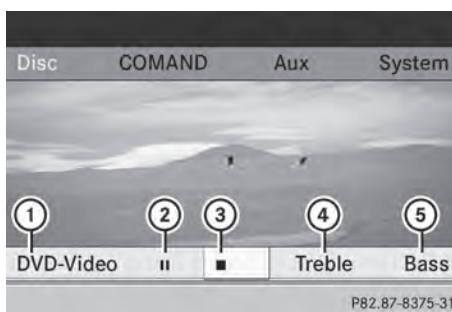 Disc COMAND Aux System
1 2 3 4 5
DVD-Video Treble Bass
P82.87-8375-31